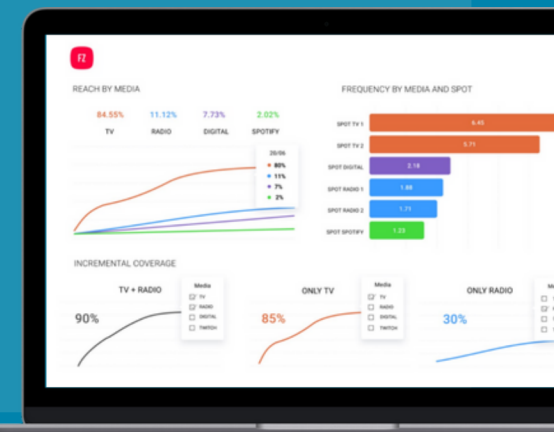 FZ
REACH BY MEDIA
84.55% 11.12% 7.73% 2.02%
TV RADIO DIGITAL SPOTIFY
20/06
80%
11%
7%
2%
FREQUENCY BY MEDIA AND SPOT
SPOT TV 1 6.45
SPOT TV 2 5.71
SPOT DIGITAL 2.18
SPOT RADIO 1 1.88
SPOT RADIO 2 1.71
SPOT SPOTIFY 1.23
INCREMENTAL COVERAGE
TV + RADIO
90%
Media
TV
RADIO
DIGITAL
TWITCH
ONLY TV
85%
Media
TV
RADIO
DIGITAL
TWITCH
ONLY RADIO
30%